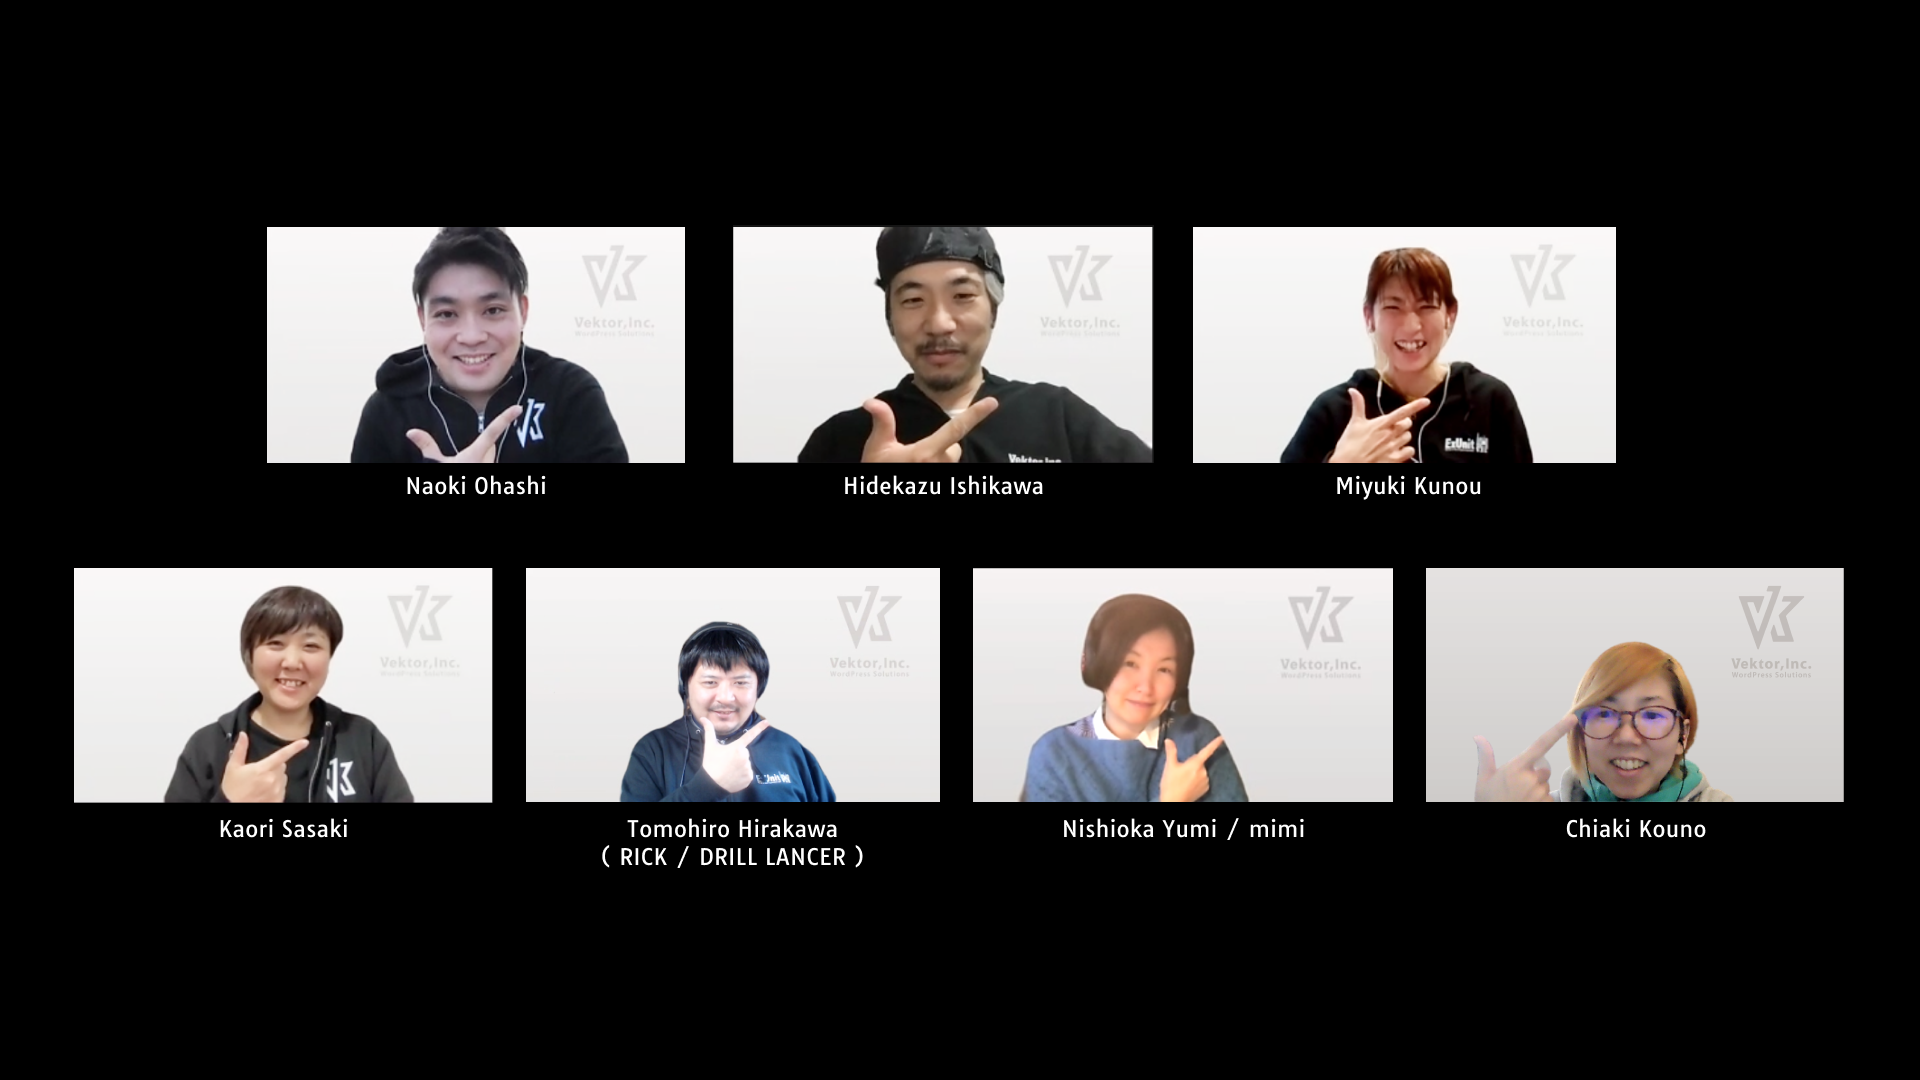 Vektor,Inc.
WordPress Solutions
Vektor,Inc.
WordPress Solutions
Vektor,Inc.
WordPress Solutions
ExUnit
Vektor,Inc
Naoki Ohashi
Hidekazu Ishikawa
Miyuki Kunou
Vektor,Inc.
WordPress Solutions
Vektor,Inc.
WordPress Solutions
Vektor,Inc.
WordPress Solutions
Vektor,Inc.
WordPress Solutions
Kaori Sasaki
Tomohiro Hirakawa
( RICK / DRILL LANCER )
Nishioka Yumi / mimi
Chiaki Kouno